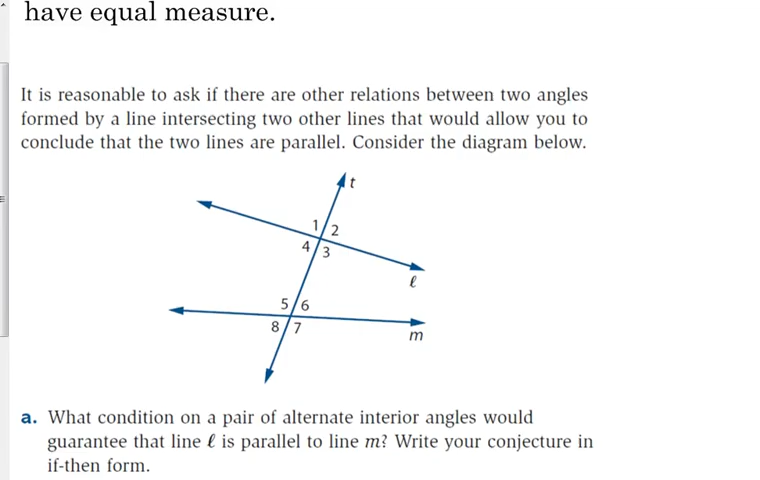 have equal measure.
It is reasonable to ask if there are other relations between two angles
formed by a line intersecting two other lines that would allow you to
conclude that the two lines are parallel. Consider the diagram below.
t
1
2
4
3
ℓ
5
6
8
7
m
a. What condition on a pair of alternate interior angles would
guarantee that line ℓ is parallel to line m? Write your conjecture in
if-then form.